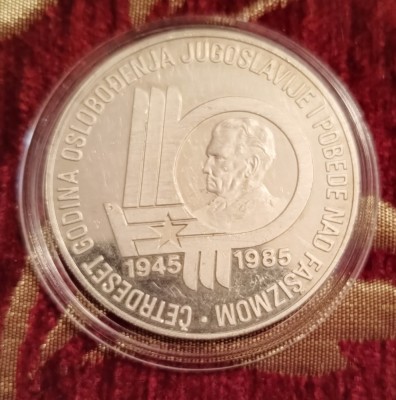 ČETRDESET GODINA OSLOBOĐENJA JUGOSLAVIJE I POBEDE NAD FAŠIZMOM •
1945 1985